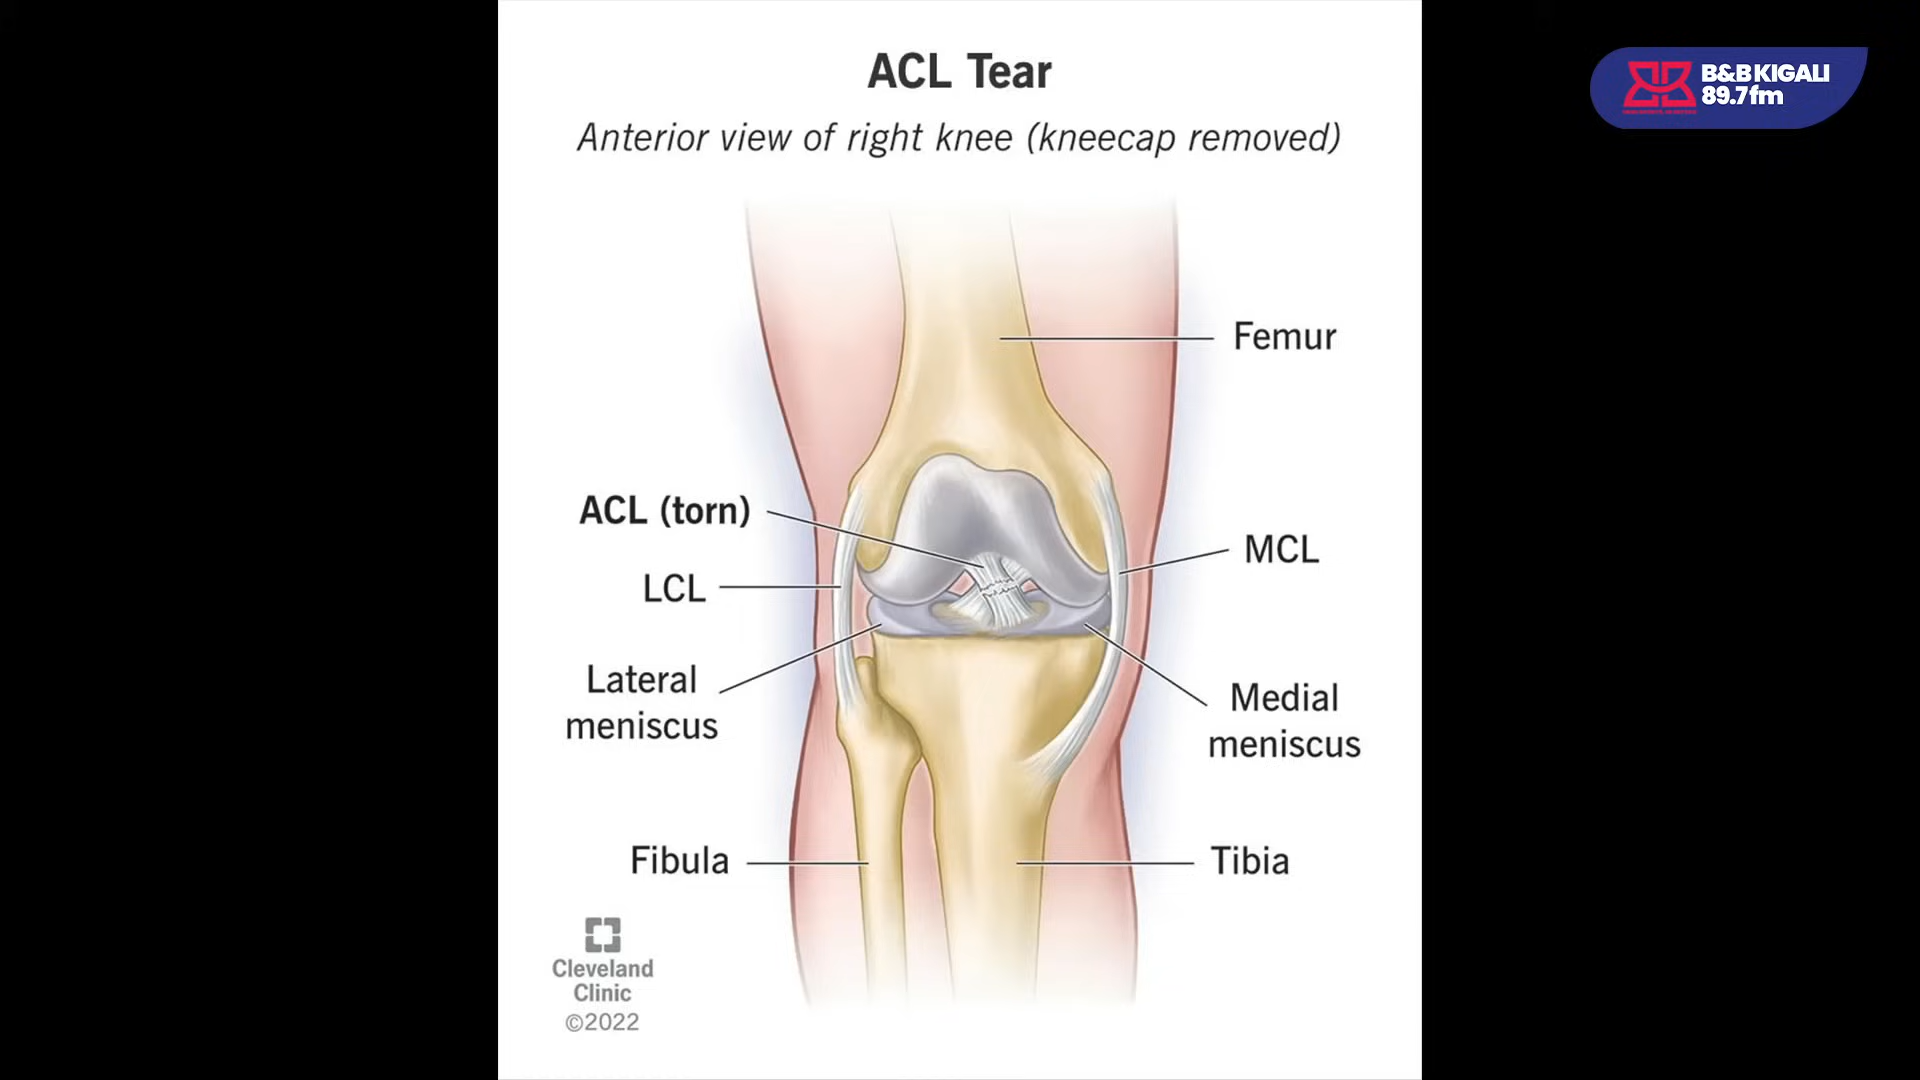 ACL Tear
Anterior view of right knee (kneecap removed)
B&B KIGALI
89.7fm
Femur
ACL (torn)
MCL
LCL
Lateral
meniscus
Medial
meniscus
Fibula
Tibia
Cleveland
Clinic
©2022